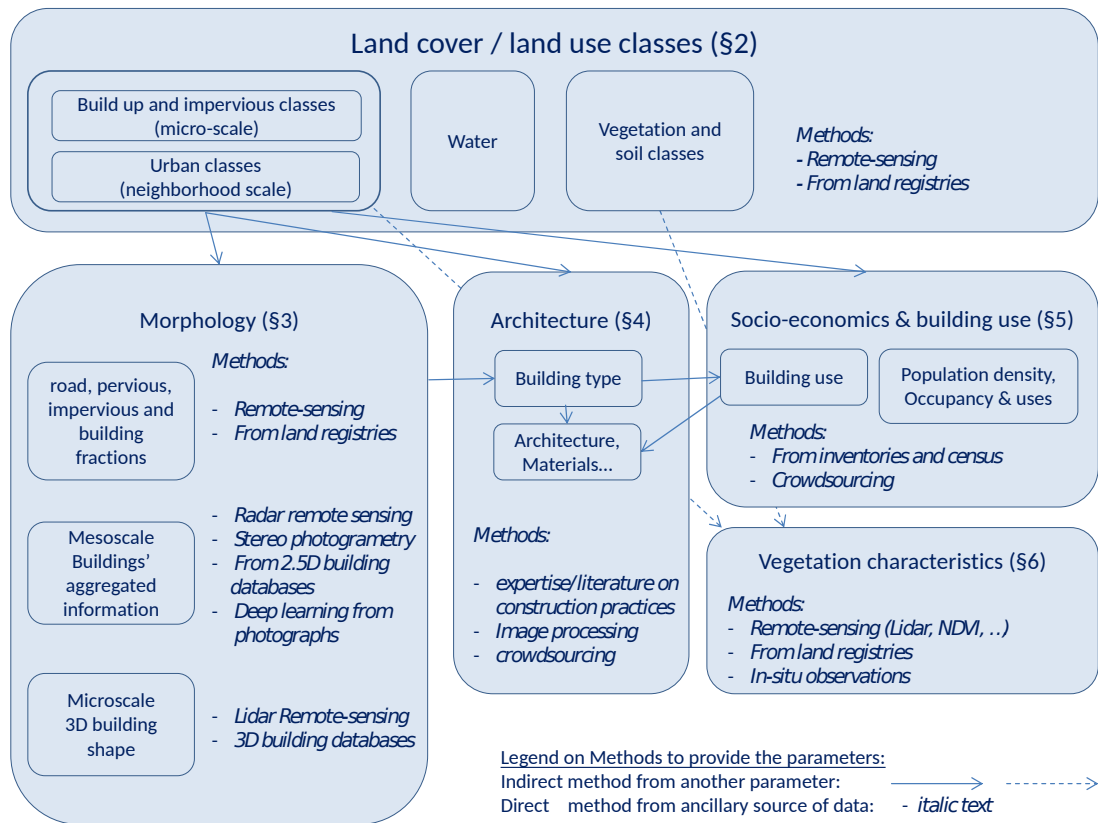 Land cover / land use classes (§2)
Build up and impervious classes
(micro-scale)
Urban classes
(neighborhood scale)
Water
Vegetation and
soil classes
Methods:
- Remote-sensing
- From land registries
Morphology (§3)
Methods:
road, pervious,
impervious and
building
fractions
- Remote-sensing
- From land registries
Mesoscale
Buildings’
aggregated
information
- Radar remote sensing
- Stereo photogrametry
- From 2.5D building
databases
- Deep learning from
photographs
Microscale
3D building
shape
- Lidar Remote-sensing
- 3D building databases
Architecture (§4)
Building type
Architecture,
Materials...
Methods:
- expertise/literature on
construction practices
- Image processing
- crowdsourcing
Socio-economics & building use (§5)
Building use
Population density,
Occupancy & uses
Methods:
- From inventories and census
- Crowdsourcing
Vegetation characteristics (§6)
Methods:
- Remote-sensing (Lidar, NDVI, ...)
- From land registries
- In-situ observations
Legend on Methods to provide the parameters:
Indirect method from another parameter:
Direct method from ancillary source of data: - italic text